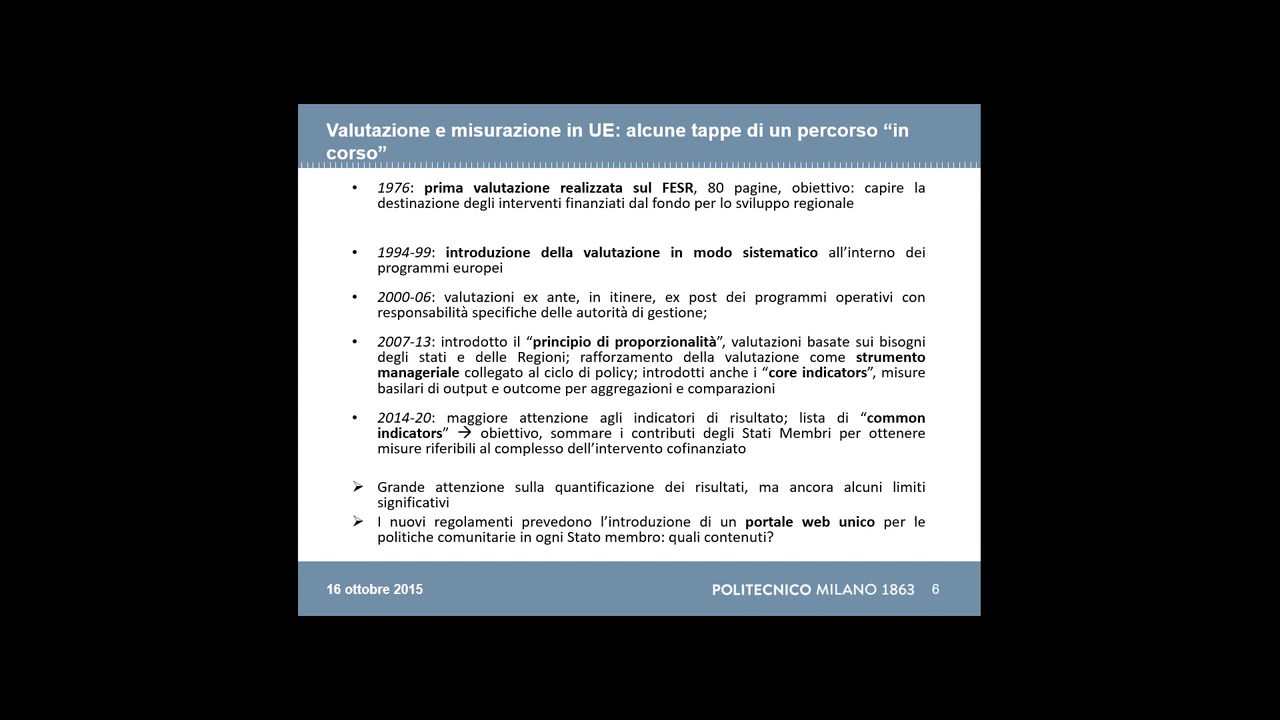 Valutazione e misurazione in UE: alcune tappe di un percorso “in
corso”
• 1976: prima valutazione realizzata sul FESR, 80 pagine, obiettivo: capire la
destinazione degli interventi finanziati dal fondo per lo sviluppo regionale
• 1994-99: introduzione della valutazione in modo sistematico all’interno dei
programmi europei
• 2000-06: valutazioni ex ante, in itinere, ex post dei programmi operativi con
responsabilità specifiche delle autorità di gestione;
• 2007-13: introdotto il “principio di proporzionalità”, valutazioni basate sui bisogni
degli stati e delle Regioni; rafforzamento della valutazione come strumento
manageriale collegato al ciclo di policy; introdotti anche i “core indicators”, misure
basilari di output e outcome per aggregazioni e comparazioni
• 2014-20: maggiore attenzione agli indicatori di risultato; lista di “common
indicators” → obiettivo, sommare i contributi degli Stati Membri per ottenere
misure riferibili al complesso dell’intervento cofinanziato
➢ Grande attenzione sulla quantificazione dei risultati, ma ancora alcuni limiti
significativi
➢ I nuovi regolamenti prevedono l’introduzione di un portale web unico per le
politiche comunitarie in ogni Stato membro: quali contenuti?
16 ottobre 2015 POLITECNICO MILANO 1863 6